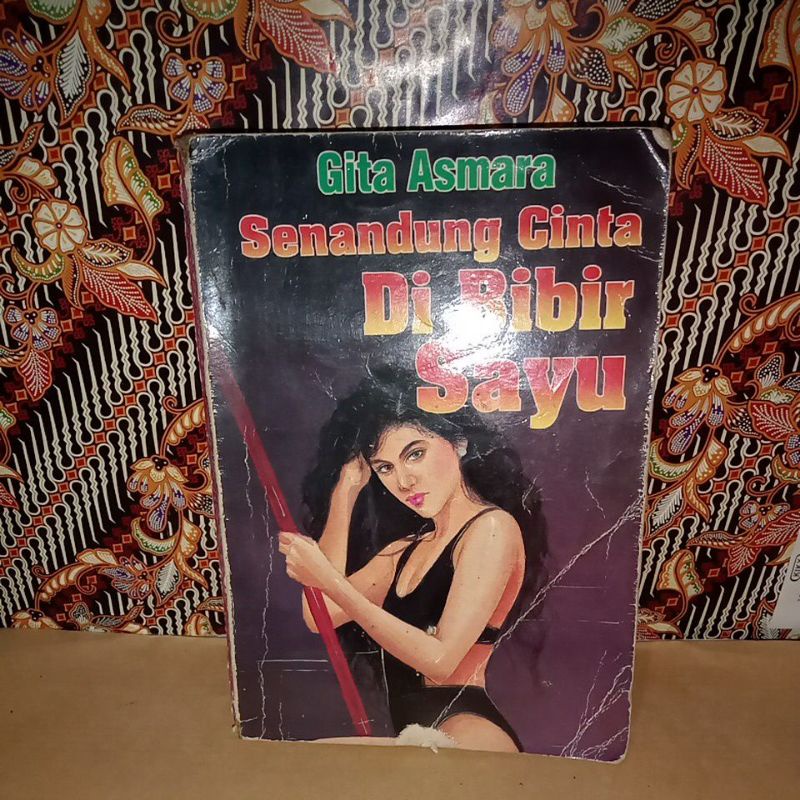 Gita Asmara
Senandung Cinta
Di Bibir
Sayu